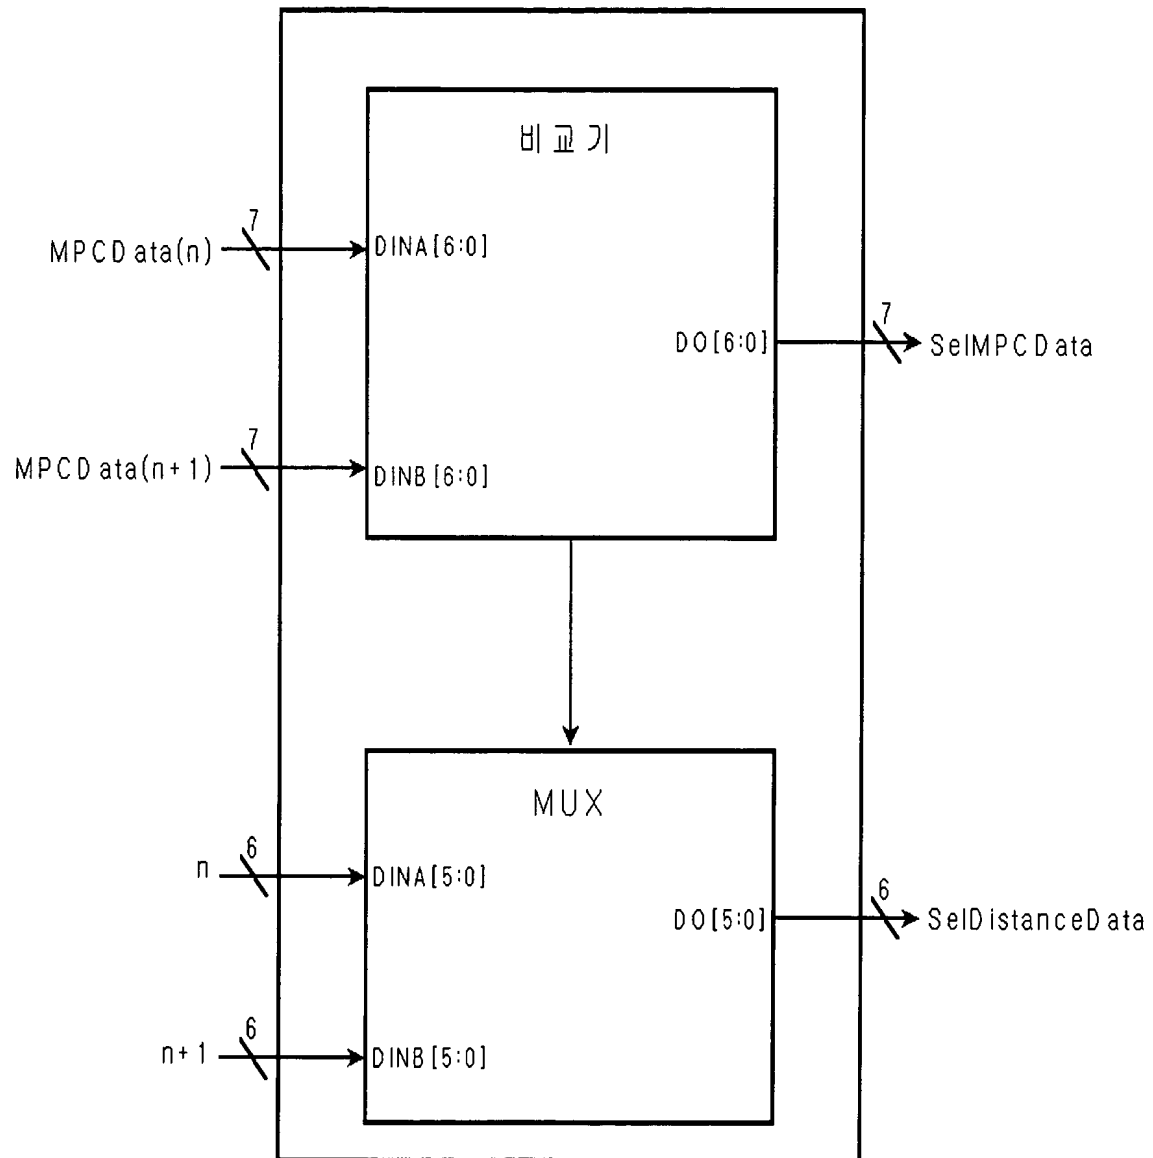 비교기
7
MPCData(n)
DINA[6:0]
7
DO[6:0]
SelMPCData
7
MPCData(n+1)
DINB[6:0]
MUX
6
n
DINA[5:0]
6
DO[5:0]
SelDistanceData
6
n+1
DINB[5:0]